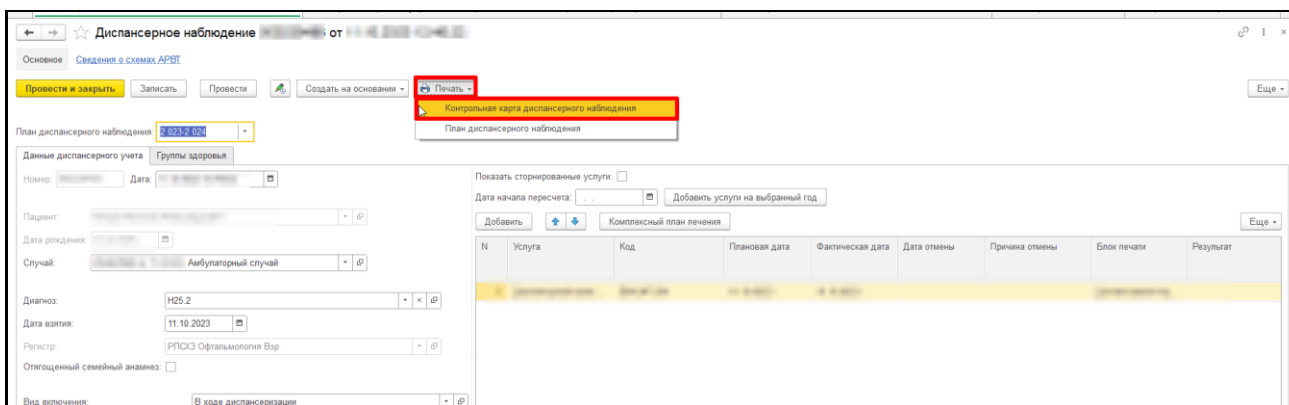 Диспансерное наблюдение от
Основное Сведения о схемах АРВТ
Провести и закрыть Записать Провести Создать на основании Печать Еще
Контрольная карта диспансерного наблюдения
План диспансерного наблюдения
План диспансерного наблюдения: 2 023-2 024
Данные диспансерного учета Группы здоровья
Номер: Дата: Показать сторнированные услуги:
Дата начала пересчета: . . Добавить услуги на выбранный год
Пациент: Добавить Комплексный план лечения Еще
Дата рождения:
N Услуга Код Плановая дата Фактическая дата Дата отмены Причина отмены Блок печати Результат
Случай: Амбулаторный случай
Диагноз: H25.2
Дата взятия: 11.10.2023
Регистр: РПСХЗ Офтальмология Взр
Отягощенный семейный анамнез:
Вид включения: В ходе диспансеризации